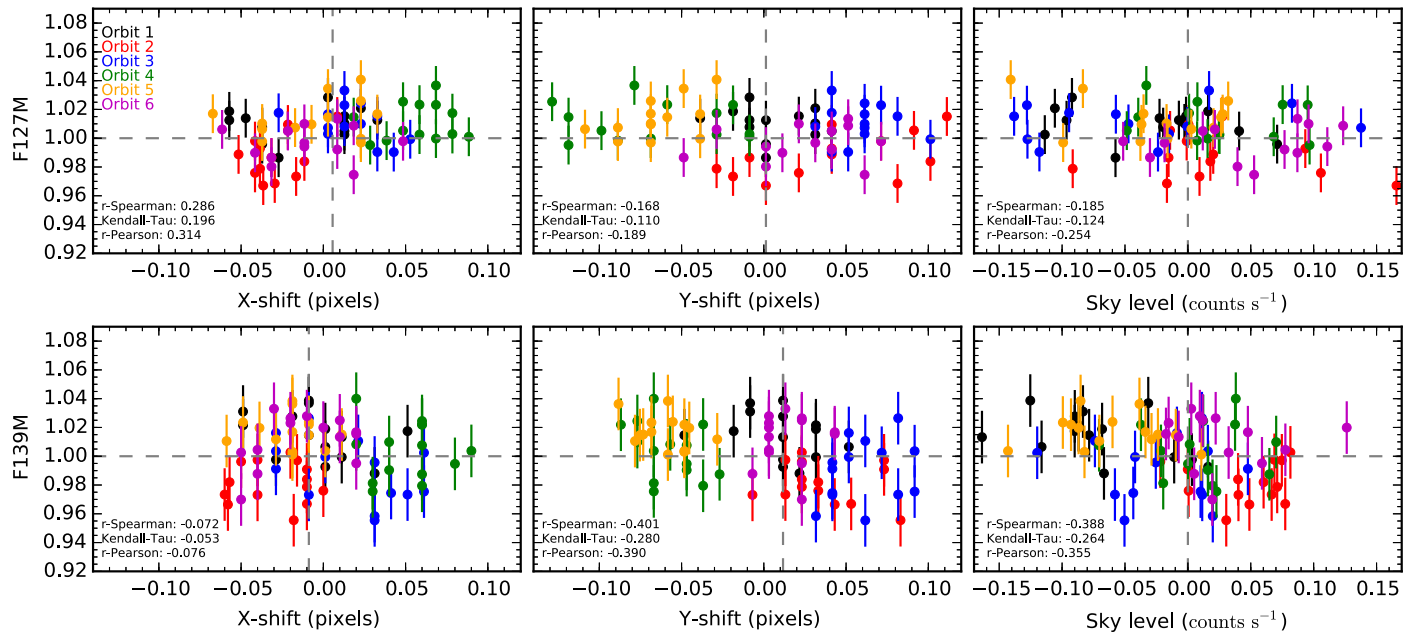 F127M
1.08
1.06
1.04
1.02
1.00
0.98
0.96
0.94
0.92
Orbit 1
Orbit 2
Orbit 3
Orbit 4
Orbit 5
Orbit 6
r-Spearman: 0.286
Kendall-Tau: 0.196
r-Pearson: 0.314
−0.10 −0.05 0.00 0.05 0.10
X-shift (pixels)
r-Spearman: -0.168
Kendall-Tau: -0.110
r-Pearson: -0.189
−0.10 −0.05 0.00 0.05 0.10
Y-shift (pixels)
r-Spearman: -0.185
Kendall-Tau: -0.124
r-Pearson: -0.254
−0.15 −0.10 −0.05 0.00 0.05 0.10 0.15
Sky level (counts s⁻¹)
F139M
1.08
1.06
1.04
1.02
1.00
0.98
0.96
0.94
0.92
r-Spearman: -0.072
Kendall-Tau: -0.053
r-Pearson: -0.076
−0.10 −0.05 0.00 0.05 0.10
X-shift (pixels)
r-Spearman: -0.401
Kendall-Tau: -0.280
r-Pearson: -0.390
−0.10 −0.05 0.00 0.05 0.10
Y-shift (pixels)
r-Spearman: -0.388
Kendall-Tau: -0.264
r-Pearson: -0.355
−0.15 −0.10 −0.05 0.00 0.05 0.10 0.15
Sky level (counts s⁻¹)